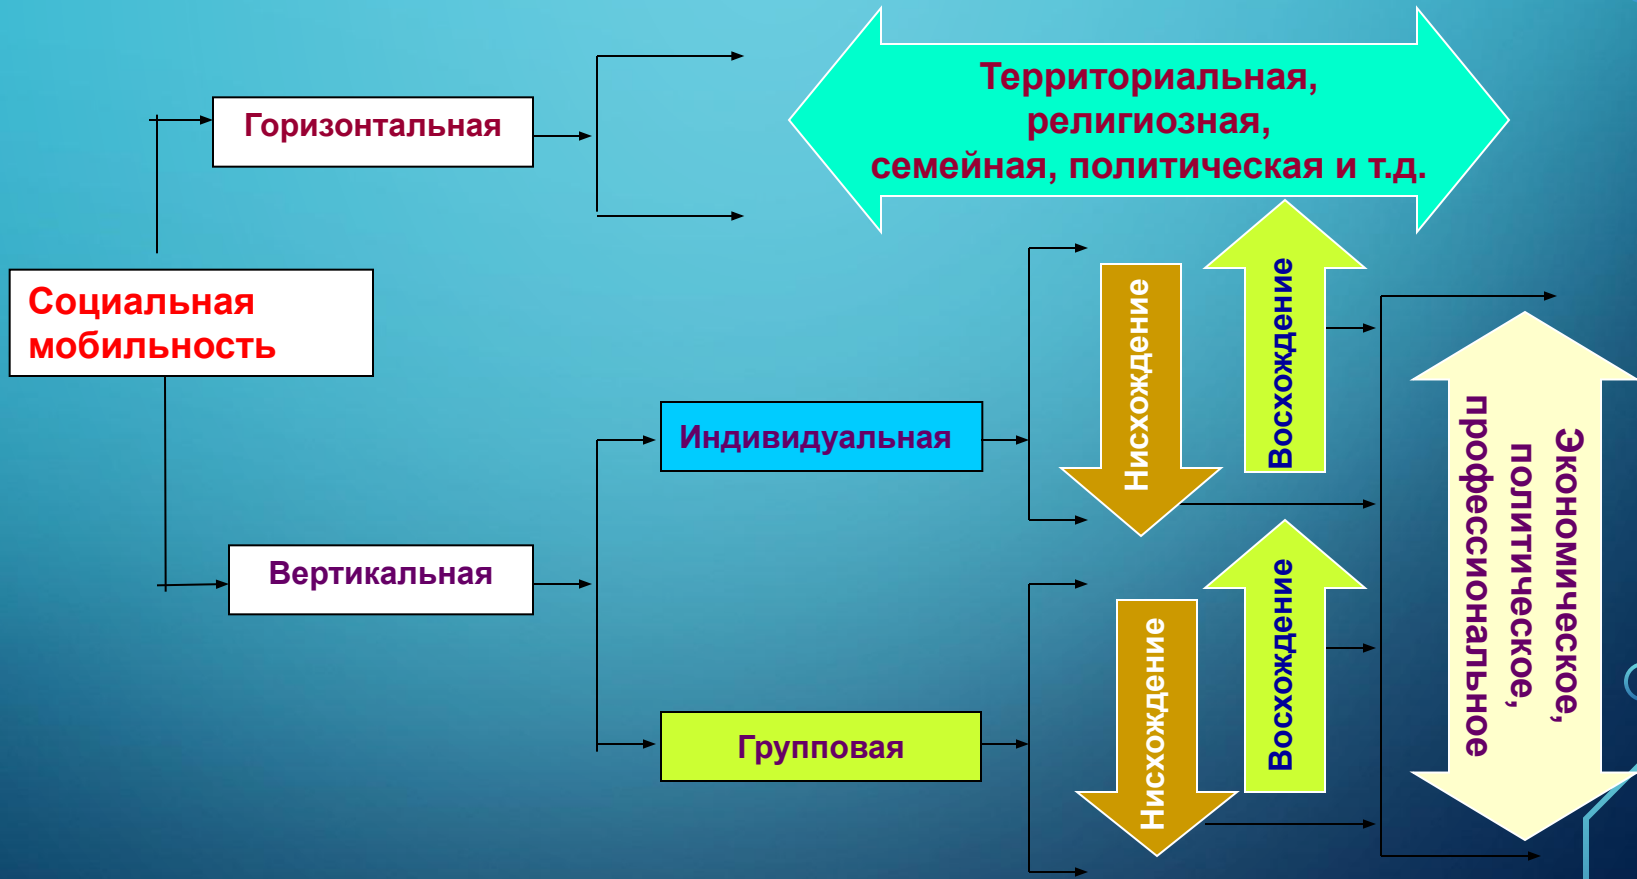 Территориальная,
религиозная,
семейная, политическая и т.д.
Горизонтальная
Социальная
мобильность
Нисхождение
Восхождение
Индивидуальная
Экономическое,
политическое,
профессиональное
Вертикальная
Нисхождение
Восхождение
Групповая